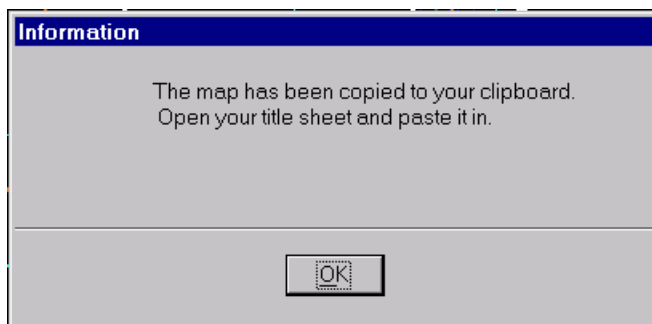 Information
The map has been copied to your clipboard.
Open your title sheet and paste it in.
OK